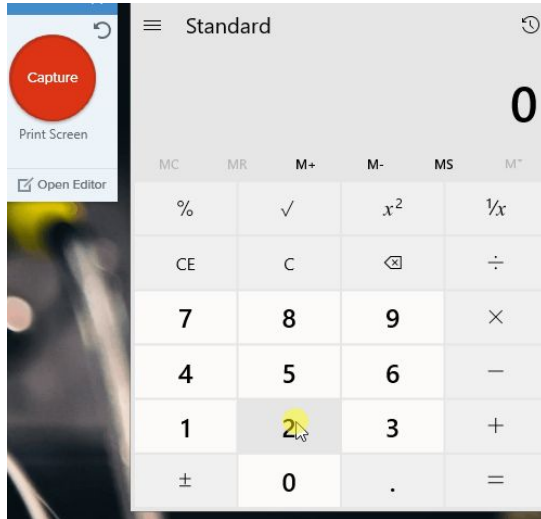 Standard
Capture
0
Print Screen
MC MR M+ M- MS M˅
Open Editor
% √ x² ¹/x
CE C ÷
7 8 9 ×
4 5 6 −
1 2 3 +
± 0 . =